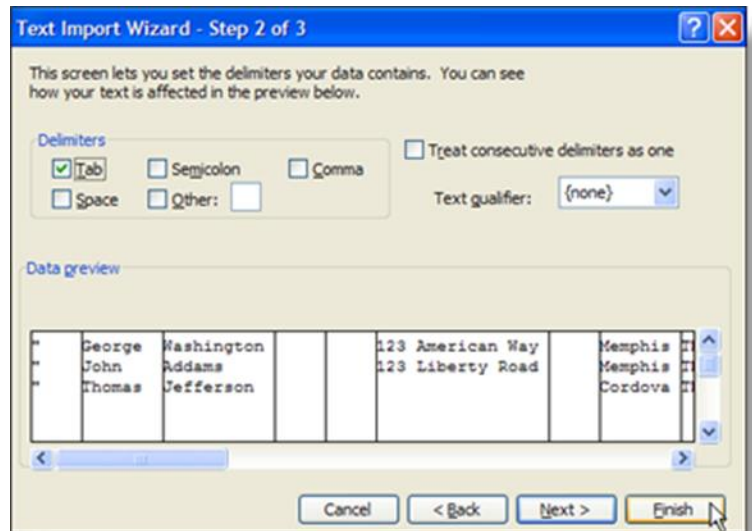 Text Import Wizard - Step 2 of 3
This screen lets you set the delimiters your data contains. You can see
how your text is affected in the preview below.
Delimiters
Tab Semicolon Comma
Space Other:
Treat consecutive delimiters as one
Text qualifier: {none}
Data preview
" George Washington 123 American Way Memphis
" John Addams 123 Liberty Road Memphis
" Thomas Jefferson Cordova
Cancel < Back Next > Finish